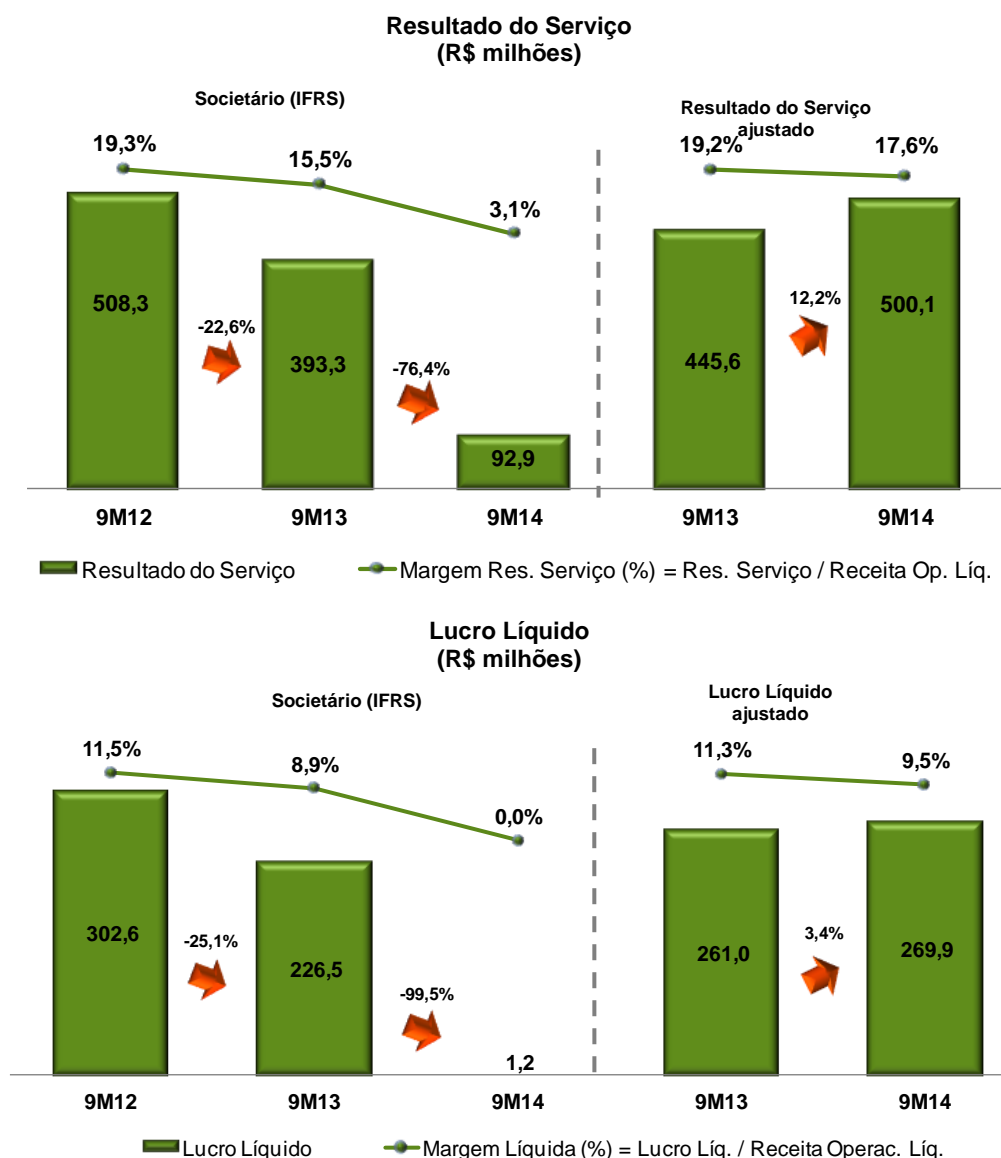 Resultado do Serviço
(R$ milhões)
Societário (IFRS)
Resultado do Serviço
ajustado
19,3%
15,5%
3,1%
19,2%
17,6%
508,3
-22,6%
393,3
-76,4%
92,9
445,6
12,2%
500,1
9M12
9M13
9M14
9M13
9M14
Resultado do Serviço
Margem Res. Serviço (%) = Res. Serviço / Receita Op. Líq.
Lucro Líquido
(R$ milhões)
Societário (IFRS)
Lucro Líquido
ajustado
11,5%
8,9%
0,0%
11,3%
9,5%
302,6
-25,1%
226,5
-99,5%
1,2
261,0
3,4%
269,9
9M12
9M13
9M14
9M13
9M14
Lucro Líquido
Margem Líquida (%) = Lucro Líq. / Receita Operac. Líq.